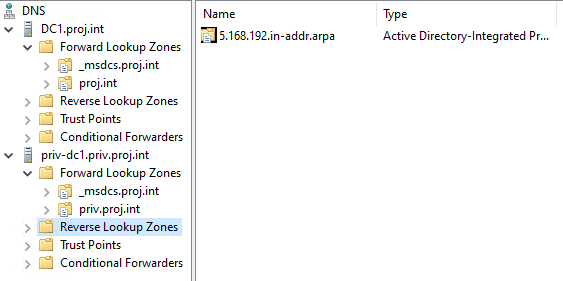 DNS
DC1.proj.int
Forward Lookup Zones
_msdcs.proj.int
proj.int
Reverse Lookup Zones
Trust Points
Conditional Forwarders
priv-dc1.priv.proj.int
Forward Lookup Zones
_msdcs.proj.int
priv.proj.int
Reverse Lookup Zones
Trust Points
Conditional Forwarders
Name Type
5.168.192.in-addr.arpa Active Directory-Integrated Pr...